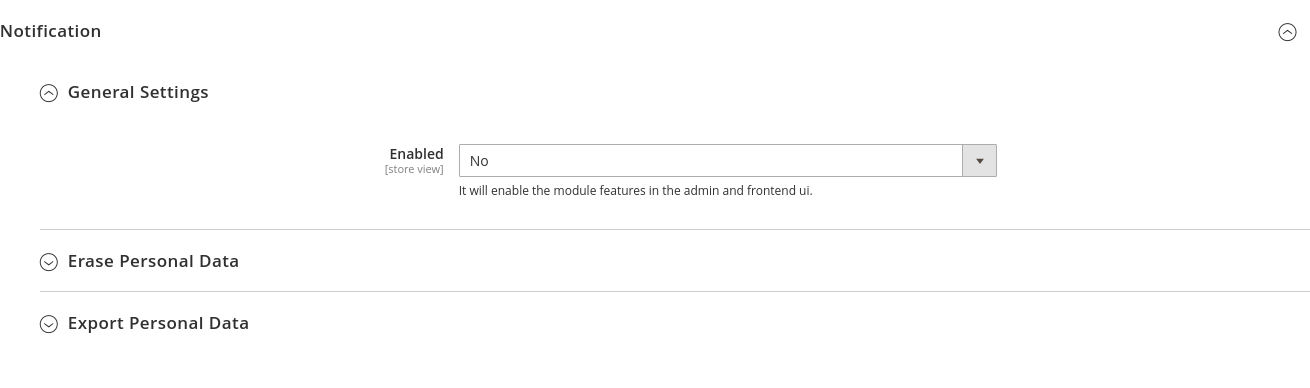 Notification
General Settings
Enabled
[store view]
No
It will enable the module features in the admin and frontend ui.
Erase Personal Data
Export Personal Data